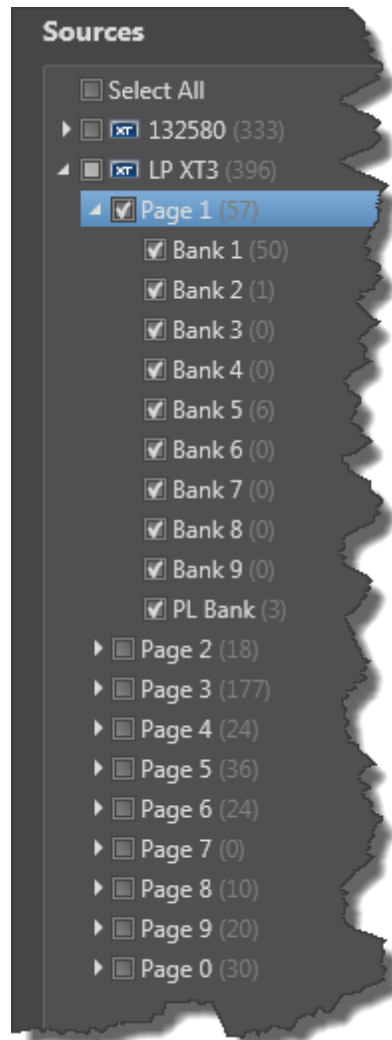 Sources
Select All
XT 132580 (333)
XT LP XT3 (396)
Page 1 (57)
Bank 1 (50)
Bank 2 (1)
Bank 3 (0)
Bank 4 (0)
Bank 5 (6)
Bank 6 (0)
Bank 7 (0)
Bank 8 (0)
Bank 9 (0)
PL Bank (3)
Page 2 (18)
Page 3 (177)
Page 4 (24)
Page 5 (36)
Page 6 (24)
Page 7 (0)
Page 8 (10)
Page 9 (20)
Page 0 (30)